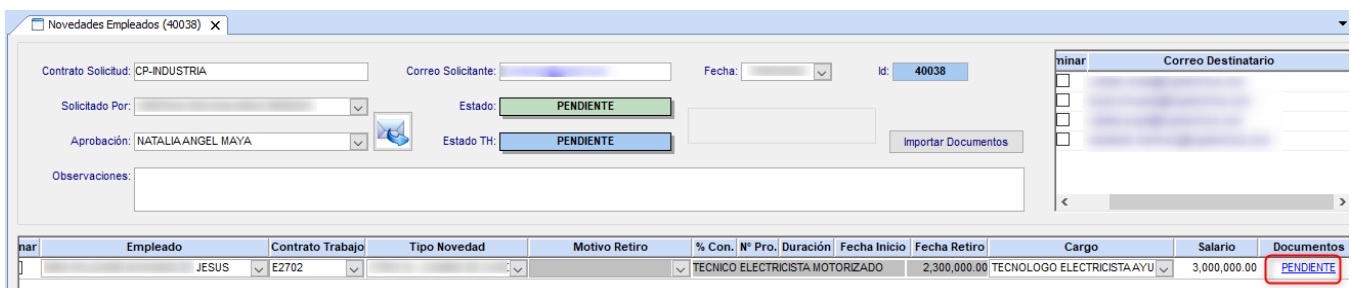 Novedades Empleados (40038) X
Contrato Solicitud: CP-INDUSTRIA Correo Solicitante: Fecha: Id: 40038
minar Correo Destinatario
Solicitado Por: Estado: PENDIENTE
Aprobación: NATALIA ANGEL MAYA Estado TH: PENDIENTE Importar Documentos
Observaciones:
nar Empleado Contrato Trabajo Tipo Novedad Motivo Retiro % Con. Nº Pro. Duración Fecha Inicio Fecha Retiro Cargo Salario Documentos
JESUS E2702 TECNICO ELECTRICISTA MOTORIZADO 2,300,000.00 TECNOLOGO ELECTRICISTA AYU 3,000,000.00 PENDIENTE